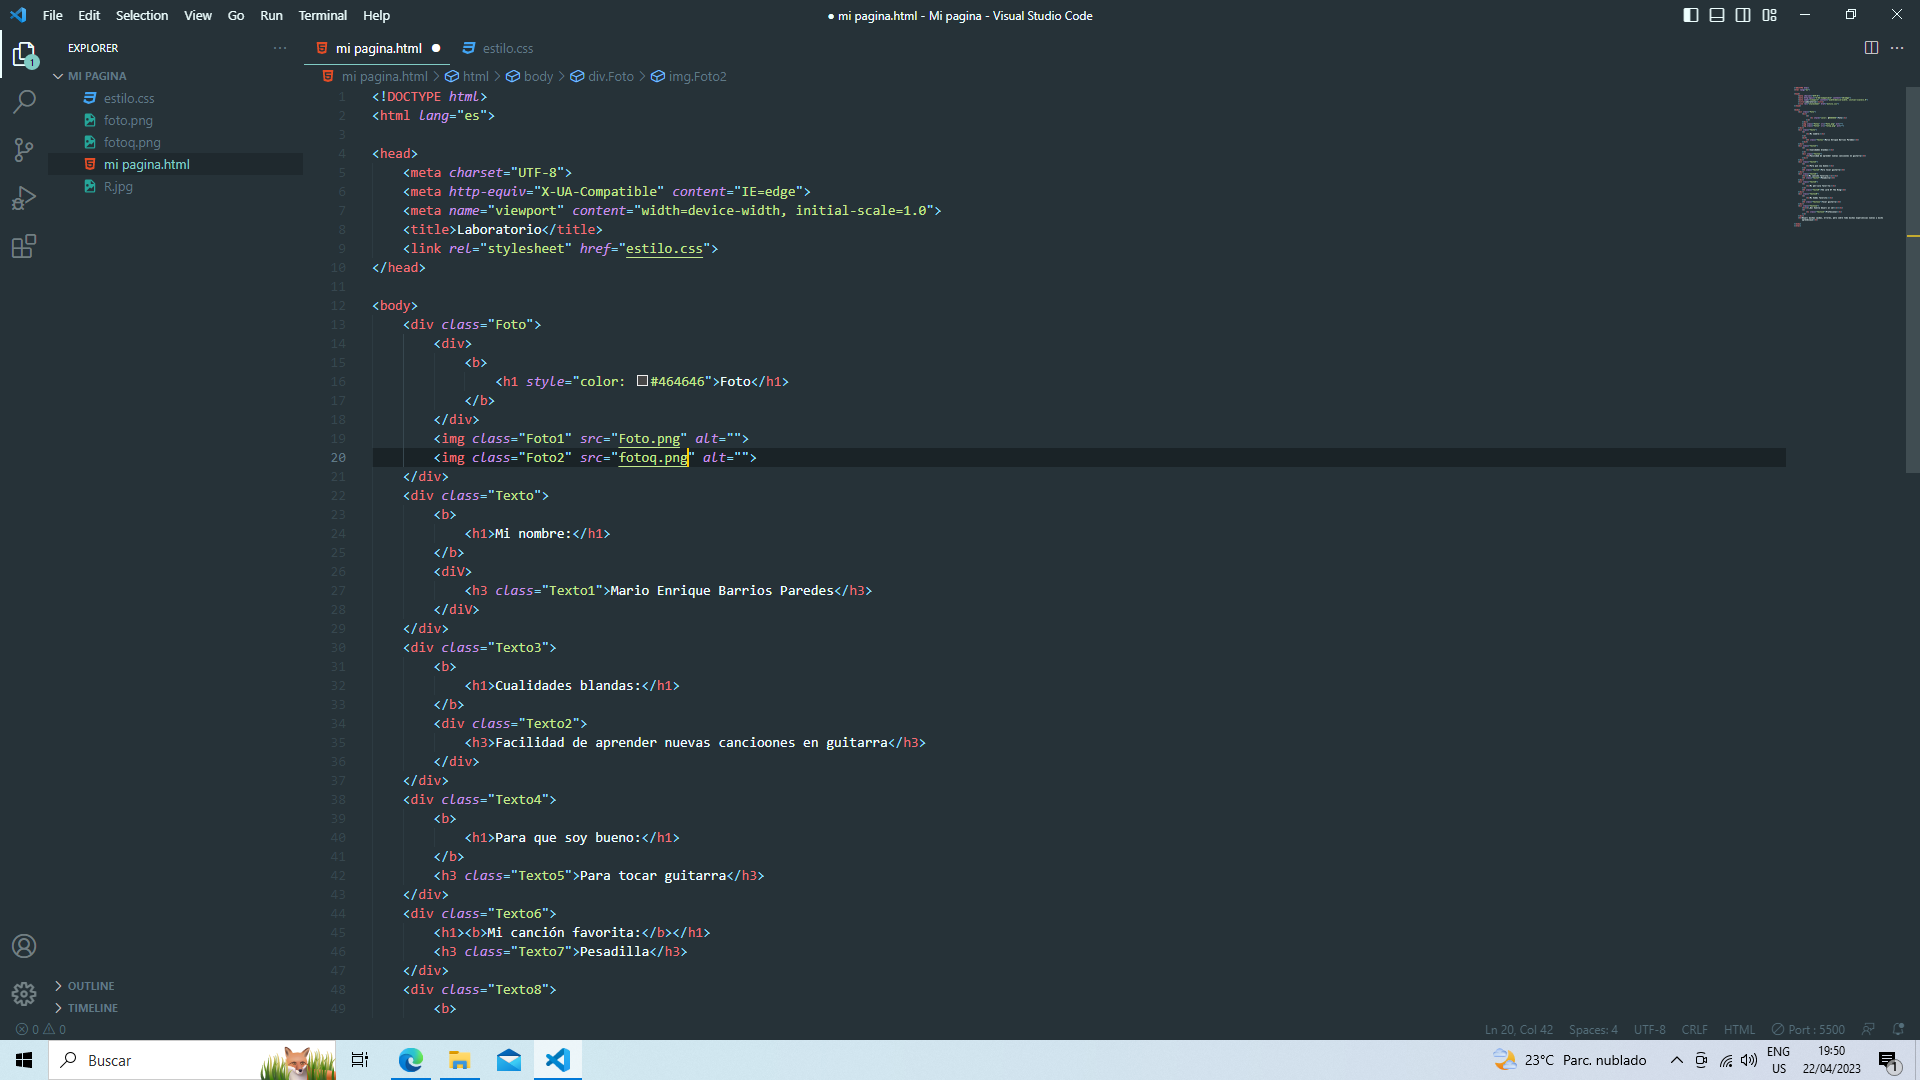 File Edit Selection View Go Run Terminal Help
● mi pagina.html - Mi pagina - Visual Studio Code
EXPLORER
mi pagina.html
estilo.css
MI PAGINA
estilo.css
foto.png
fotoq.png
mi pagina.html
R.jpg
OUTLINE
TIMELINE
1
mi pagina.html > html > body > div.Foto > img.Foto2
1 <!DOCTYPE html>
2 <html lang="es">
3
4 <head>
5     <meta charset="UTF-8">
6     <meta http-equiv="X-UA-Compatible" content="IE=edge">
7     <meta name="viewport" content="width=device-width, initial-scale=1.0">
8     <title>Laboratorio</title>
9     <link rel="stylesheet" href="estilo.css">
10 </head>
11
12 <body>
13     <div class="Foto">
14         <div>
15             <b>
16                 <h1 style="color: #464646">Foto</h1>
17             </b>
18         </div>
19         <img class="Foto1" src="Foto.png" alt="">
20         <img class="Foto2" src="fotoq.png" alt="">
21     </div>
22     <div class="Texto">
23         <b>
24             <h1>Mi nombre:</h1>
25         </b>
26         <diV>
27             <h3 class="Texto1">Mario Enrique Barrios Paredes</h3>
28         </diV>
29     </div>
30     <div class="Texto3">
31         <b>
32             <h1>Cualidades blandas:</h1>
33         </b>
34         <div class="Texto2">
35             <h3>Facilidad de aprender nuevas cancioones en guitarra</h3>
36         </div>
37     </div>
38     <div class="Texto4">
39         <b>
40             <h1>Para que soy bueno:</h1>
41         </b>
42         <h3 class="Texto5">Para tocar guitarra</h3>
43     </div>
44     <div class="Texto6">
45         <h1><b>Mi canción favorita:</b></h1>
46         <h3 class="Texto7">Pesadilla</h3>
47     </div>
48     <div class="Texto8">
49         <b>
0 0
Ln 20, Col 42 Spaces: 4 UTF-8 CRLF HTML Port : 5500
Buscar
23°C Parc. nublado
ENG
US
19:50
22/04/2023
1